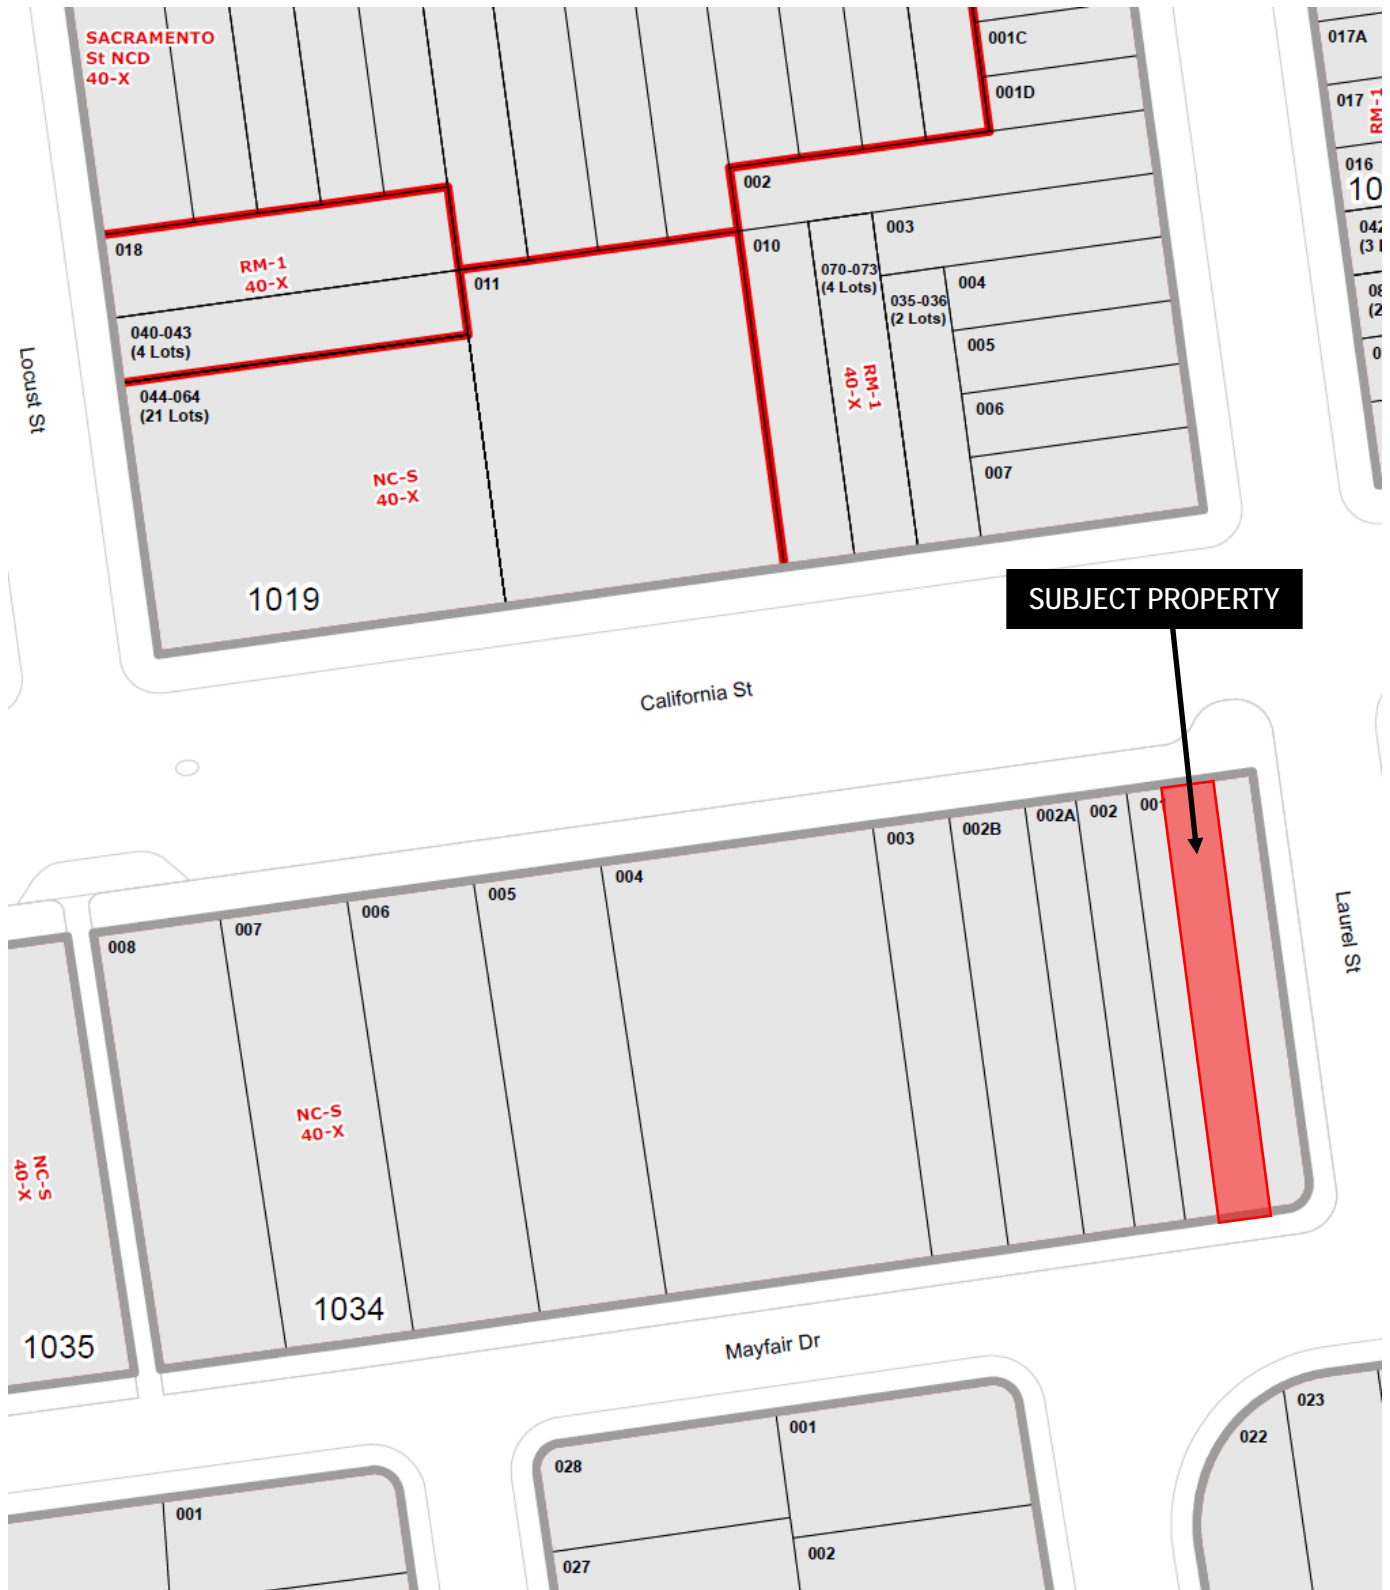 SACRAMENTO
St NCD
40-X
001C
001D
017A
017
RM-1
016
10
042
(3 l
08
(2
0
002
018
RM-1
40-X
011
010
070-073
(4 Lots)
003
035-036
(2 Lots)
004
005
006
007
RM-1
40-X
040-043
(4 Lots)
044-064
(21 Lots)
Locust St
NC-S
40-X
1019
SUBJECT PROPERTY
California St
008
007
006
005
004
003
002B
002A
002
001
Laurel St
NC-S
40-X
NC-S
40-X
1034
1035
Mayfair Dr
001
028
027
001
002
023
022